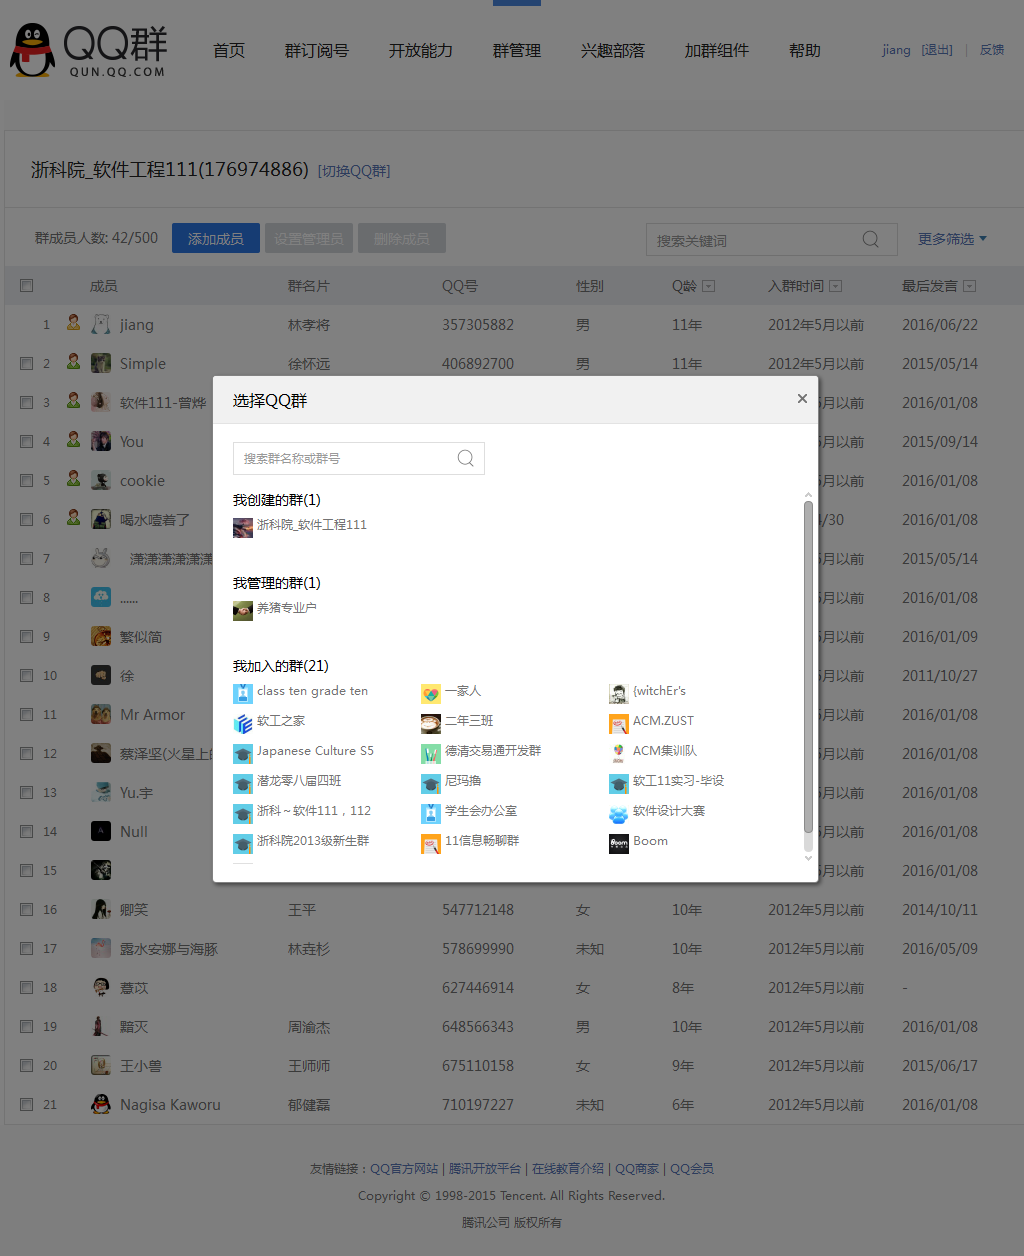 QQ群
QUN.QQ.COM
首页 群订阅号 开放能力 群管理 兴趣部落 加群组件 帮助 jiang [退出] | 反馈
浙科院_软件工程111(176974886) [切换QQ群]
群成员人数: 42/500 添加成员 设置管理员 删除成员 搜索关键词 更多筛选
成员 群名片 QQ号 性别 Q龄 入群时间 最后发言
1 jiang 林孝将 357305882 男 11年 2012年5月以前 2016/06/22
2 Simple 徐怀远 406892700 男 11年 2012年5月以前 2015/05/14
选择QQ群 ×
3 软件111-曾烨 5月以前 2016/01/08
4 You 5月以前 2015/09/14
搜索群名称或群号
5 cookie 5月以前 2016/01/08
我创建的群(1)
浙科院_软件工程111
6 喝水噎着了 /30 2016/01/08
7 潇潇潇潇潇潇 5月以前 2015/05/14
我管理的群(1)
8 ...... 5月以前 2016/01/08
养猪专业户
9 繁似简 5月以前 2016/01/09
我加入的群(21)
10 徐 5月以前 2011/10/27
class ten grade ten 一家人 {witchEr's
11 Mr Armor 5月以前 2016/01/08
软工之家 二年三班 ACM.ZUST
12 蔡泽坚(火星上 5月以前 2016/01/08
Japanese Culture S5 德清交易通开发群 ACM集训队
潜龙零八届四班 尼玛撸 软工11实习-毕设
13 Yu.宇 5月以前 2016/01/08
浙科～软件111，112 学生会办公室 软件设计大赛
14 Null 5月以前 2016/01/08
浙科院2013级新生群 11信息畅聊群 Boom
15 5月以前 2016/01/08
16 卿笑 王平 547712148 女 10年 2012年5月以前 2014/10/11
17 露水安娜与海豚 林垚杉 578699990 未知 10年 2012年5月以前 2016/05/09
18 薏苡 627446914 女 8年 2012年5月以前 -
19 黯灭 周渝杰 648566343 男 10年 2012年5月以前 2016/01/08
20 王小兽 王师师 675110158 女 9年 2012年5月以前 2015/06/17
21 Nagisa Kaworu 郁健磊 710197227 未知 6年 2012年5月以前 2016/01/08
友情链接：QQ官方网站 | 腾讯开放平台 | 在线教育介绍 | QQ商家 | QQ会员
Copyright © 1998-2015 Tencent. All Rights Reserved.
腾讯公司 版权所有